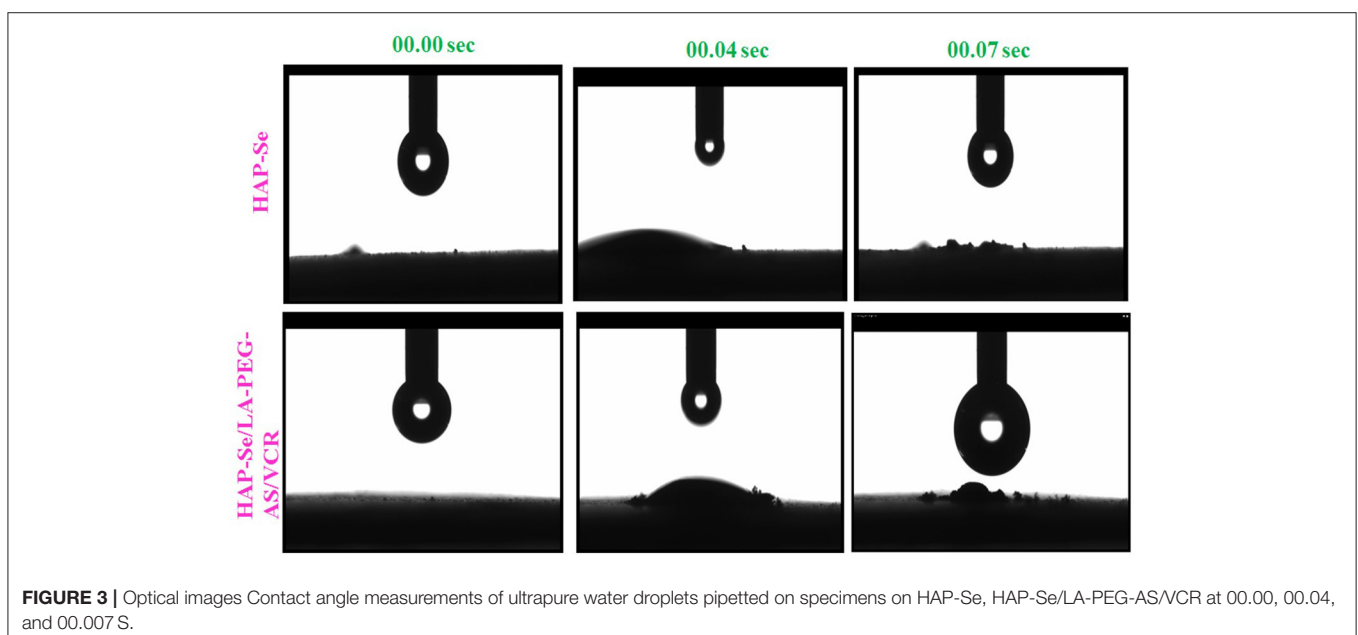 00.00 sec 00.04 sec 00.07 sec
HAP-Se
HAP-Se/LA-PEG-
AS/VCR
FIGURE 3 | Optical images Contact angle measurements of ultrapure water droplets pipetted on specimens on HAP-Se, HAP-Se/LA-PEG-AS/VCR at 00.00, 00.04,
and 00.007 S.